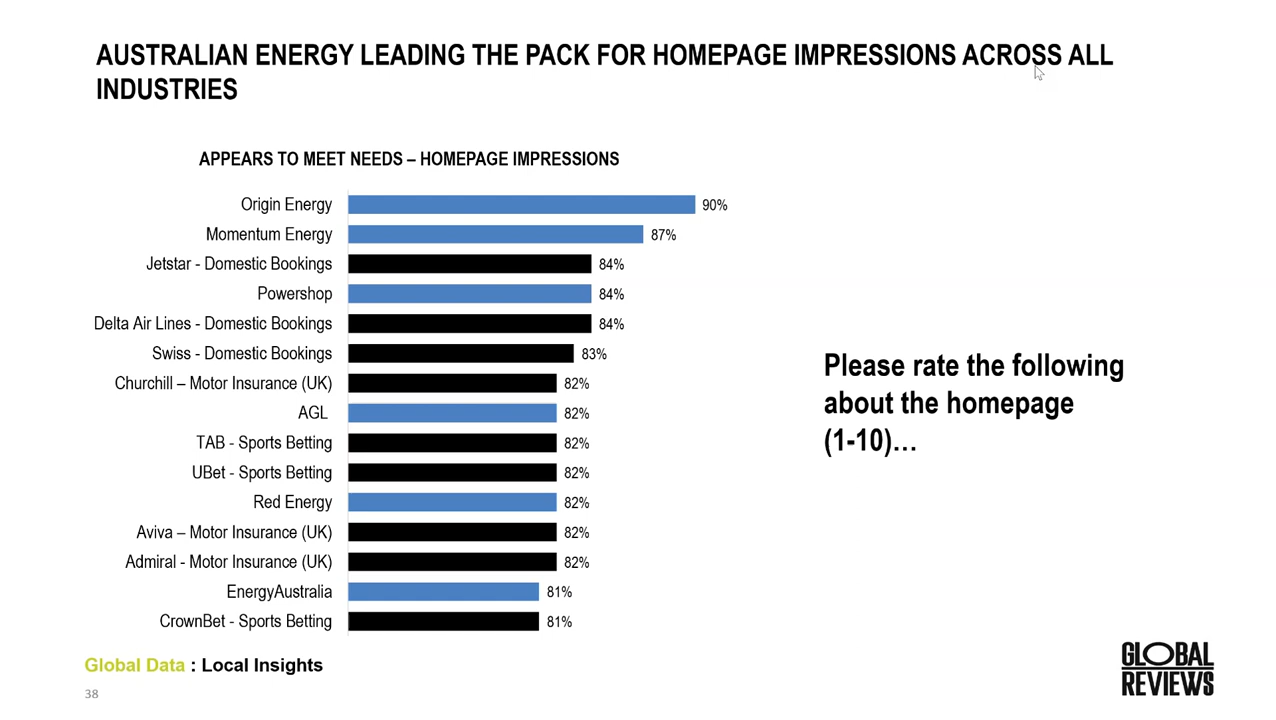 AUSTRALIAN ENERGY LEADING THE PACK FOR HOMEPAGE IMPRESSIONS ACROSS ALL
INDUSTRIES
APPEARS TO MEET NEEDS – HOMEPAGE IMPRESSIONS
Origin Energy 90%
Momentum Energy 87%
Jetstar - Domestic Bookings 84%
Powershop 84%
Delta Air Lines - Domestic Bookings 84%
Swiss - Domestic Bookings 83%
Churchill – Motor Insurance (UK) 82%
AGL 82%
TAB - Sports Betting 82%
UBet - Sports Betting 82%
Red Energy 82%
Aviva – Motor Insurance (UK) 82%
Admiral - Motor Insurance (UK) 82%
EnergyAustralia 81%
CrownBet - Sports Betting 81%
Please rate the following
about the homepage
(1-10)…
Global Data : Local Insights
38
GLOBAL
REVIEWS